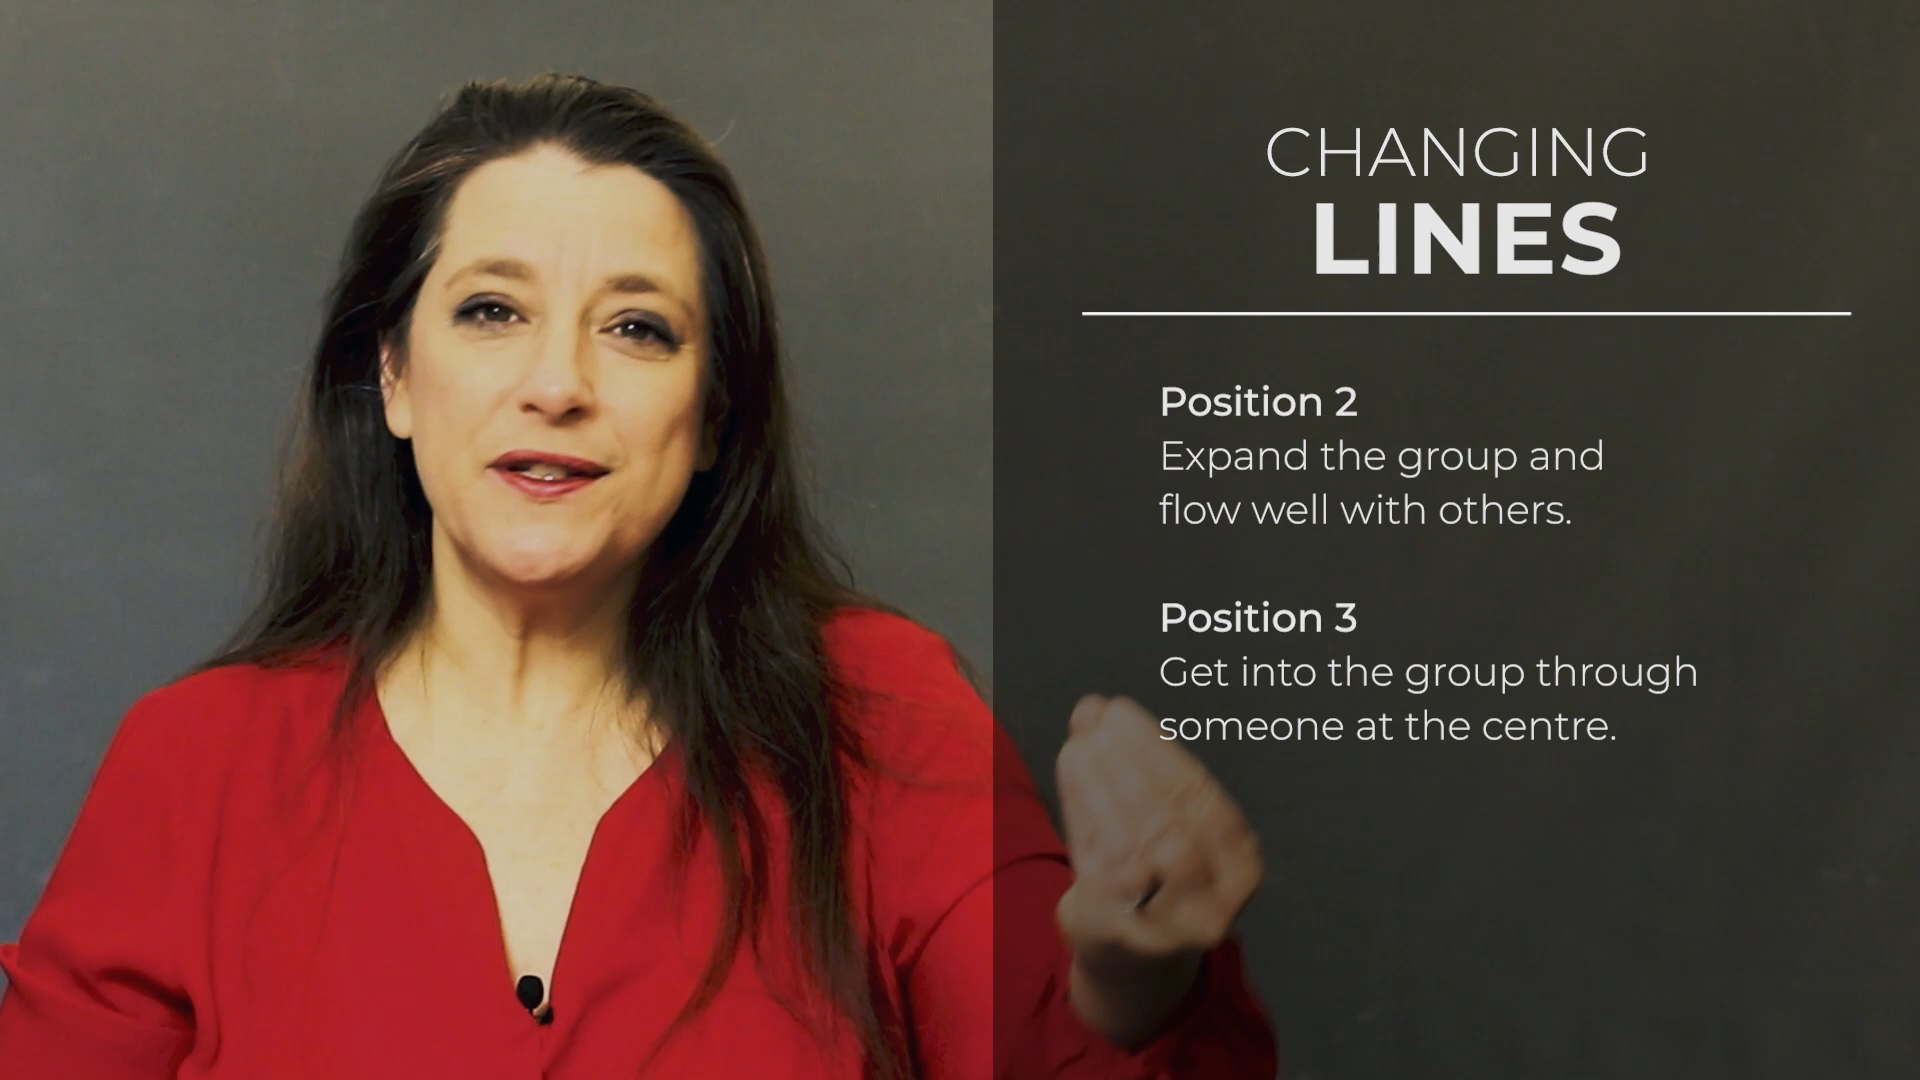 CHANGING
LINES
Position 2
Expand the group and
flow well with others.
Position 3
Get into the group through
someone at the centre.